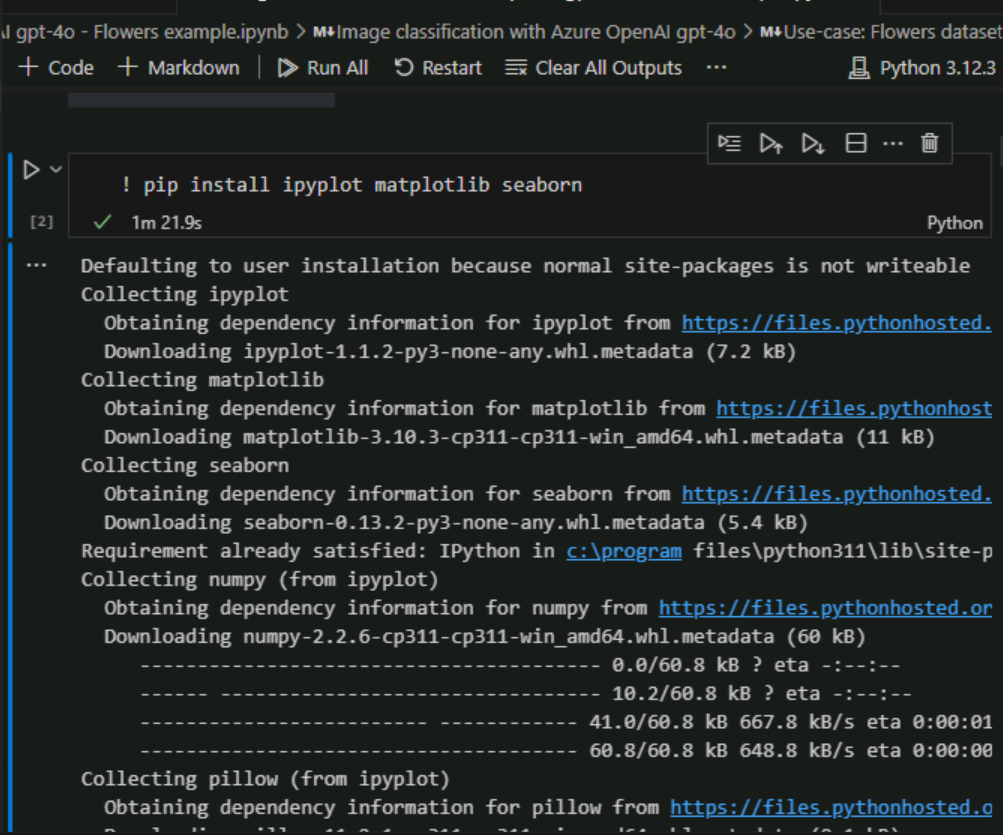 AI gpt-4o - Flowers example.ipynb > M↓Image classification with Azure OpenAI gpt-4o > M↓Use-case: Flowers dataset
+ Code + Markdown | Run All Restart Clear All Outputs ··· Python 3.12.3
! pip install ipyplot matplotlib seaborn
[2] ✓ 1m 21.9s Python
··· Defaulting to user installation because normal site-packages is not writeable
Collecting ipyplot
Obtaining dependency information for ipyplot from https://files.pythonhosted.
Downloading ipyplot-1.1.2-py3-none-any.whl.metadata (7.2 kB)
Collecting matplotlib
Obtaining dependency information for matplotlib from https://files.pythonhost
Downloading matplotlib-3.10.3-cp311-cp311-win_amd64.whl.metadata (11 kB)
Collecting seaborn
Obtaining dependency information for seaborn from https://files.pythonhosted.
Downloading seaborn-0.13.2-py3-none-any.whl.metadata (5.4 kB)
Requirement already satisfied: IPython in c:\program files\python311\lib\site-p
Collecting numpy (from ipyplot)
Obtaining dependency information for numpy from https://files.pythonhosted.or
Downloading numpy-2.2.6-cp311-cp311-win_amd64.whl.metadata (60 kB)
---------------------------------------- 0.0/60.8 kB ? eta -:--:--
------ --------------------------------- 10.2/60.8 kB ? eta -:--:--
------------------------- ------------ 41.0/60.8 kB 667.8 kB/s eta 0:00:01
-------------------------------------- 60.8/60.8 kB 648.8 kB/s eta 0:00:00
Collecting pillow (from ipyplot)
Obtaining dependency information for pillow from https://files.pythonhosted.o